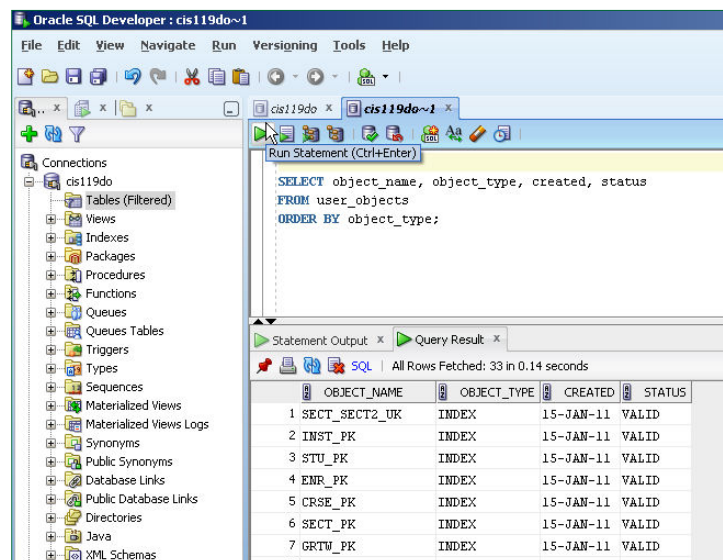 Oracle SQL Developer : cis119do~1
File Edit View Navigate Run Versioning Tools Help
cis119do cis119do~1
Run Statement (Ctrl+Enter)
SELECT object_name, object_type, created, status
FROM user_objects
ORDER BY object_type;
Connections
cis119do
Tables (Filtered)
Views
Indexes
Packages
Procedures
Functions
Queues
Queues Tables
Triggers
Types
Sequences
Materialized Views
Materialized Views Logs
Synonyms
Public Synonyms
Database Links
Public Database Links
Directories
Java
XML Schemas
Statement Output x Query Result x
SQL All Rows Fetched: 33 in 0.14 seconds
OBJECT_NAME OBJECT_TYPE CREATED STATUS
1 SECT_SECT2_UK INDEX 15-JAN-11 VALID
2 INST_PK INDEX 15-JAN-11 VALID
3 STU_PK INDEX 15-JAN-11 VALID
4 ENR_PK INDEX 15-JAN-11 VALID
5 CRSE_PK INDEX 15-JAN-11 VALID
6 SECT_PK INDEX 15-JAN-11 VALID
7 GRTW_PK INDEX 15-JAN-11 VALID